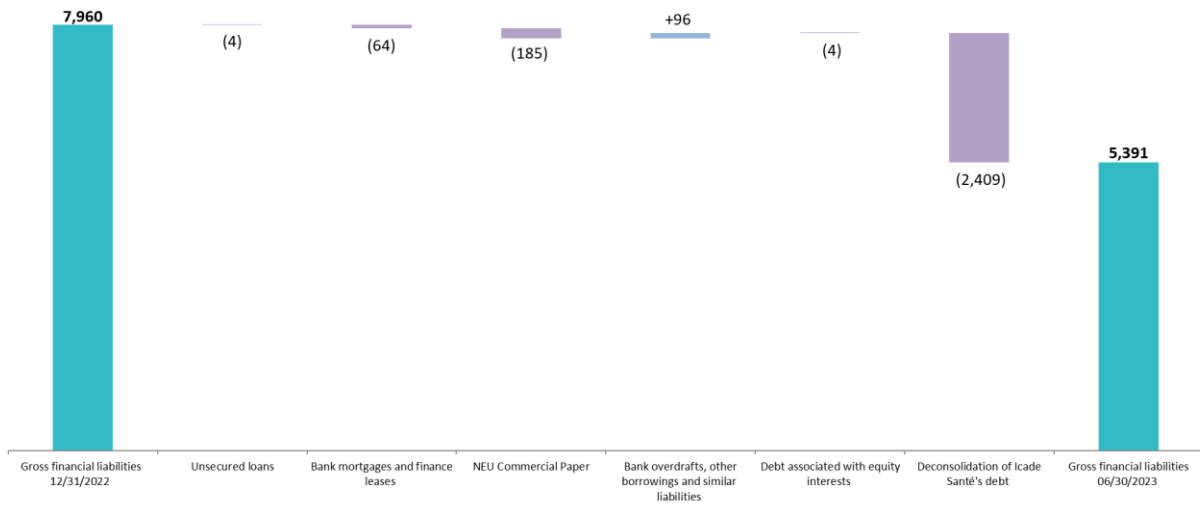 7,960
(4)
(64)
(185)
+96
(4)
(2,409)
5,391
Gross financial liabilities
12/31/2022
Unsecured loans
Bank mortgages and finance
leases
NEU Commercial Paper
Bank overdrafts, other
borrowings and similar
liabilities
Debt associated with equity
interests
Deconsolidation of Icade
Santé's debt
Gross financial liabilities
06/30/2023